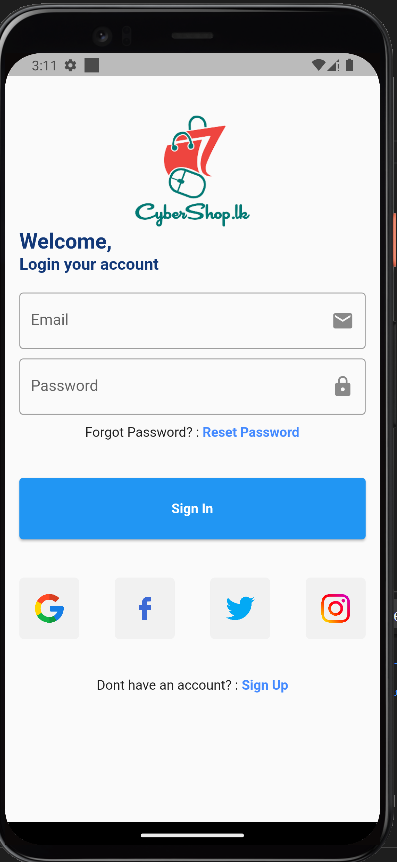 3:11
CyberShop.lk
Welcome,
Login your account
Email
Password
Forgot Password? : Reset Password
Sign In
Dont have an account? : Sign Up